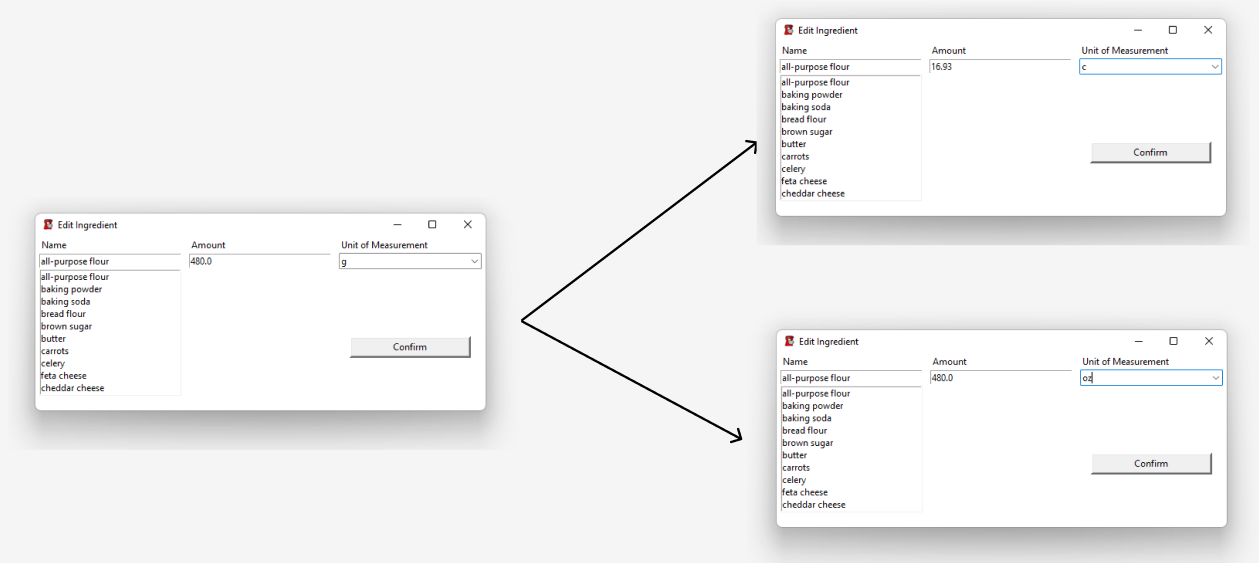 Edit Ingredient
Name Amount Unit of Measurement
all-purpose flour 480.0 g
all-purpose flour
baking powder
baking soda
bread flour
brown sugar
butter
carrots
celery
feta cheese
cheddar cheese
Confirm
Edit Ingredient
Name Amount Unit of Measurement
all-purpose flour 16.93 c
all-purpose flour
baking powder
baking soda
bread flour
brown sugar
butter
carrots
celery
feta cheese
cheddar cheese
Confirm
Edit Ingredient
Name Amount Unit of Measurement
all-purpose flour 480.0 oz
all-purpose flour
baking powder
baking soda
bread flour
brown sugar
butter
carrots
celery
feta cheese
cheddar cheese
Confirm